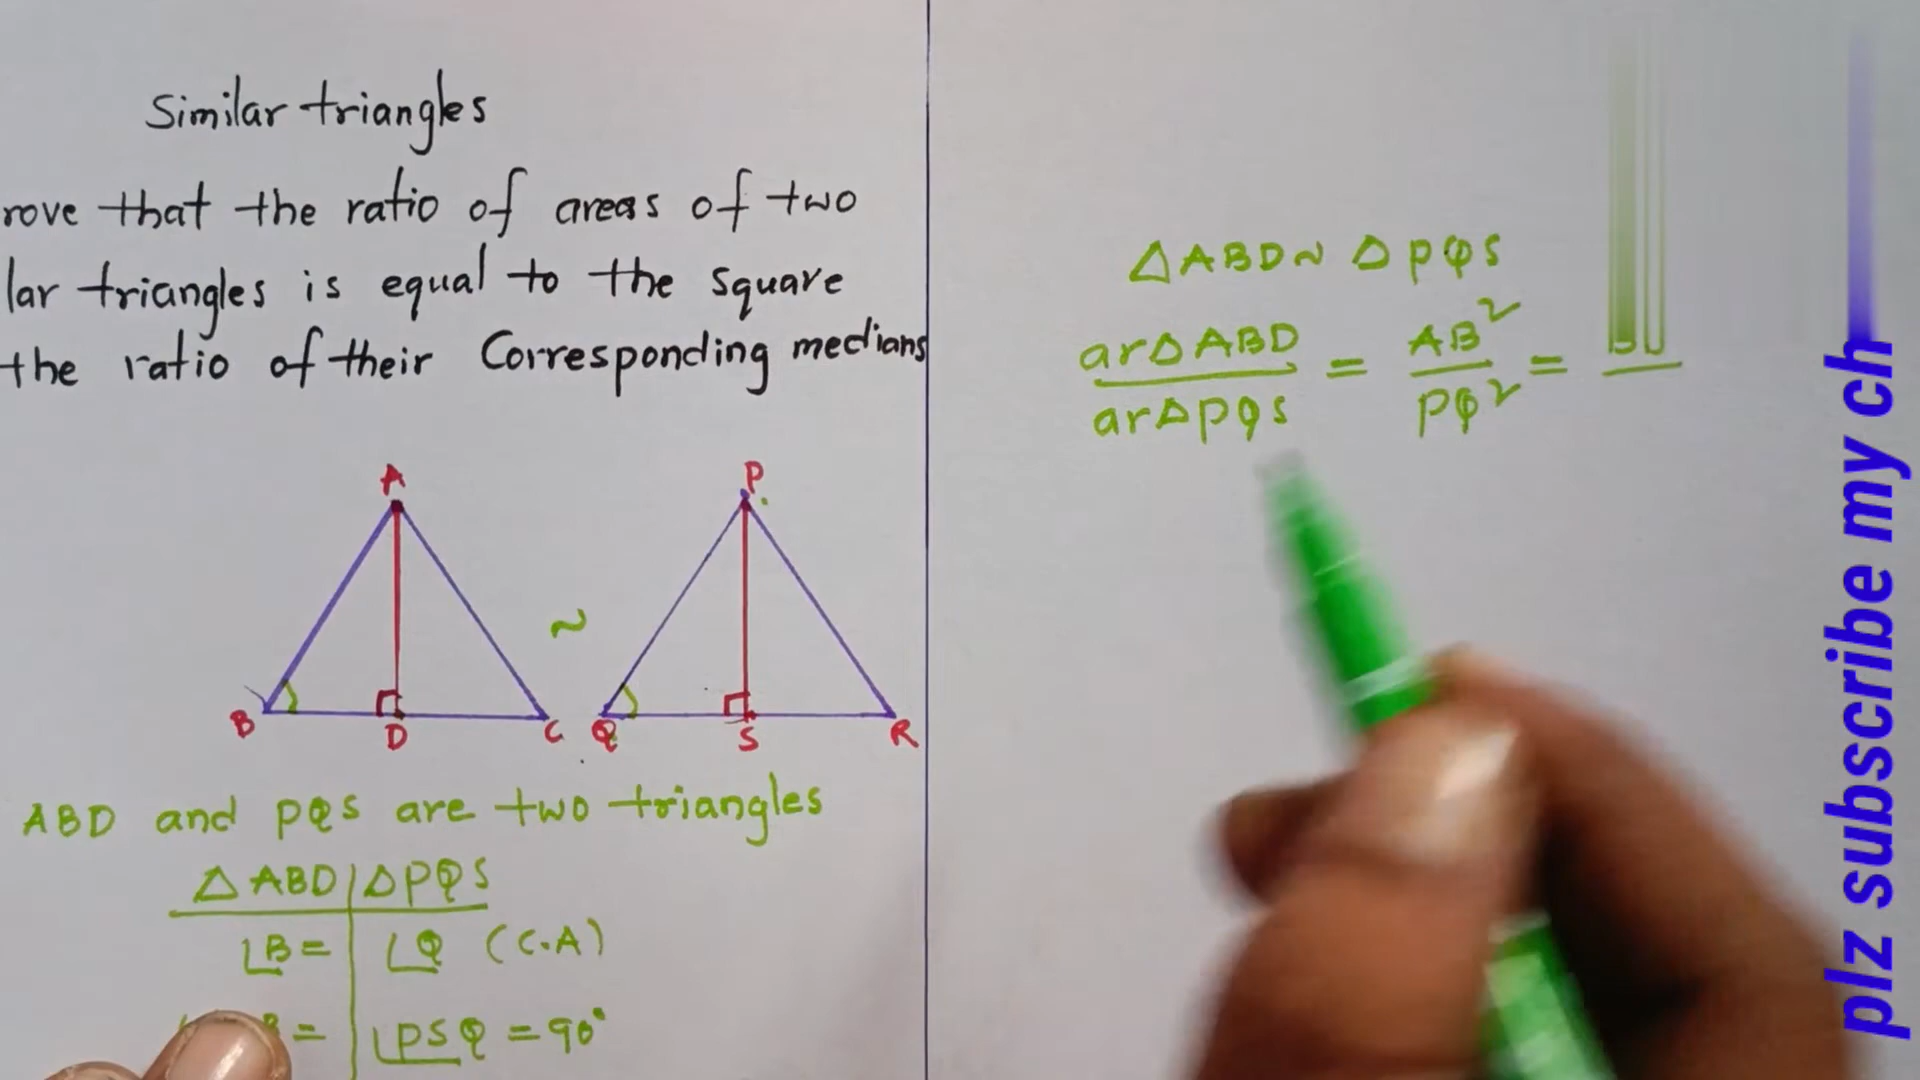 Similar triangles
rove that the ratio of areas of two
lar triangles is equal to the square
the ratio of their Corresponding medians
A
P
~
B
D
C
Q
S
R
ABD and PQS are two triangles
△ABD | △PQS
∠B = | ∠Q (C.A)
B = | ∠PSQ = 90°
△ABD ~ △PQS
ar△ABD = AB² =
ar△PQS PQ²
plz subscribe my ch